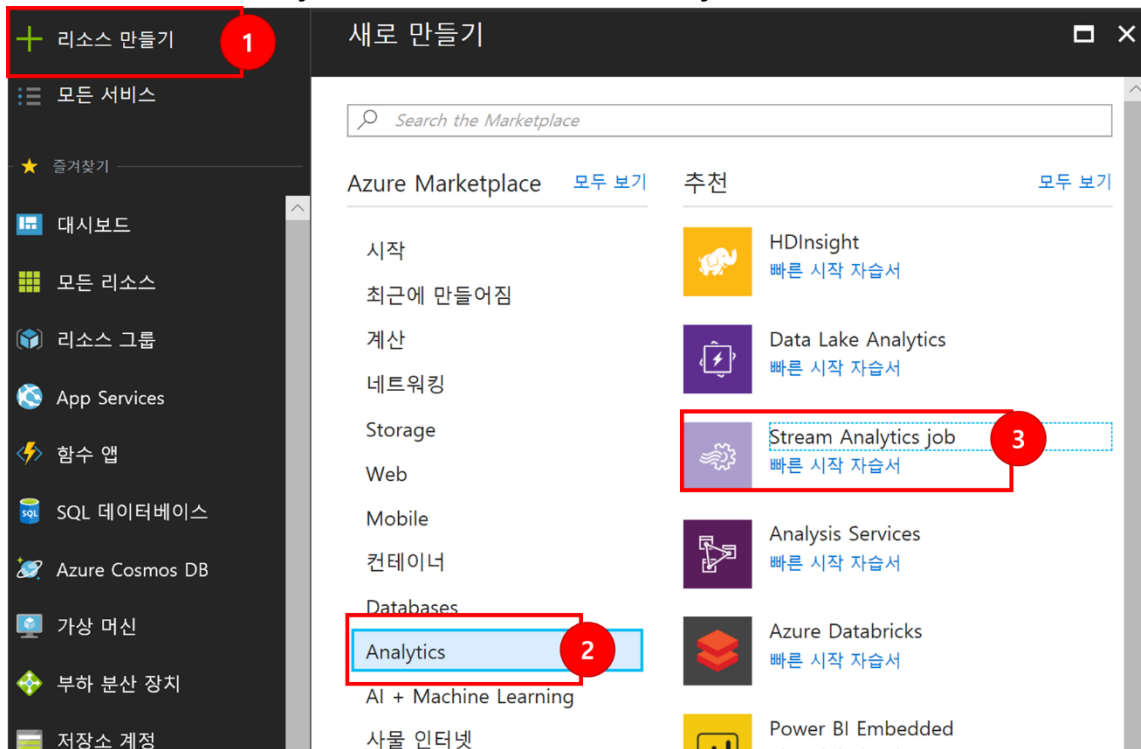 리소스 만들기
1
모든 서비스
즐겨찾기
대시보드
모든 리소스
리소스 그룹
App Services
함수 앱
SQL 데이터베이스
Azure Cosmos DB
가상 머신
부하 분산 장치
저장소 계정
새로 만들기
Search the Marketplace
Azure Marketplace 모두 보기
시작
최근에 만들어짐
계산
네트워킹
Storage
Web
Mobile
컨테이너
Databases
Analytics
2
AI + Machine Learning
사물 인터넷
추천 모두 보기
HDInsight
빠른 시작 자습서
Data Lake Analytics
빠른 시작 자습서
Stream Analytics job
3
빠른 시작 자습서
Analysis Services
빠른 시작 자습서
Azure Databricks
빠른 시작 자습서
Power BI Embedded